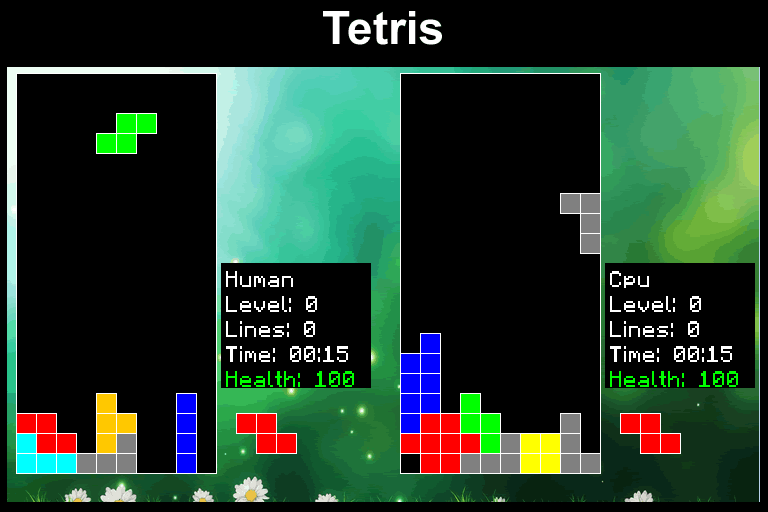 Tetris
Human
Level: 0
Lines: 0
Time: 00:15
Health: 100
Cpu
Level: 0
Lines: 0
Time: 00:15
Health: 100